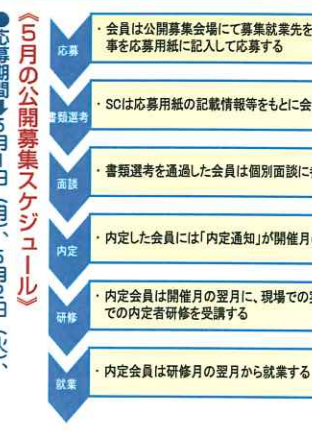 応募
・会員は公開募集会場にて募集就業先を
事を応募用紙に記入して応募する
書類選考
・SCは応募用紙の記載情報等をもとに会
面談
・書類選考を通過した会員は個別面談に
内定
・内定した会員には「内定通知」が開催月
研修
・内定会員は開催月の翌月に、現場での
での内定者研修を受講する
就業
・内定会員は研修月の翌月から就業する
《5月の公開募集スケジュール》
●応募期間